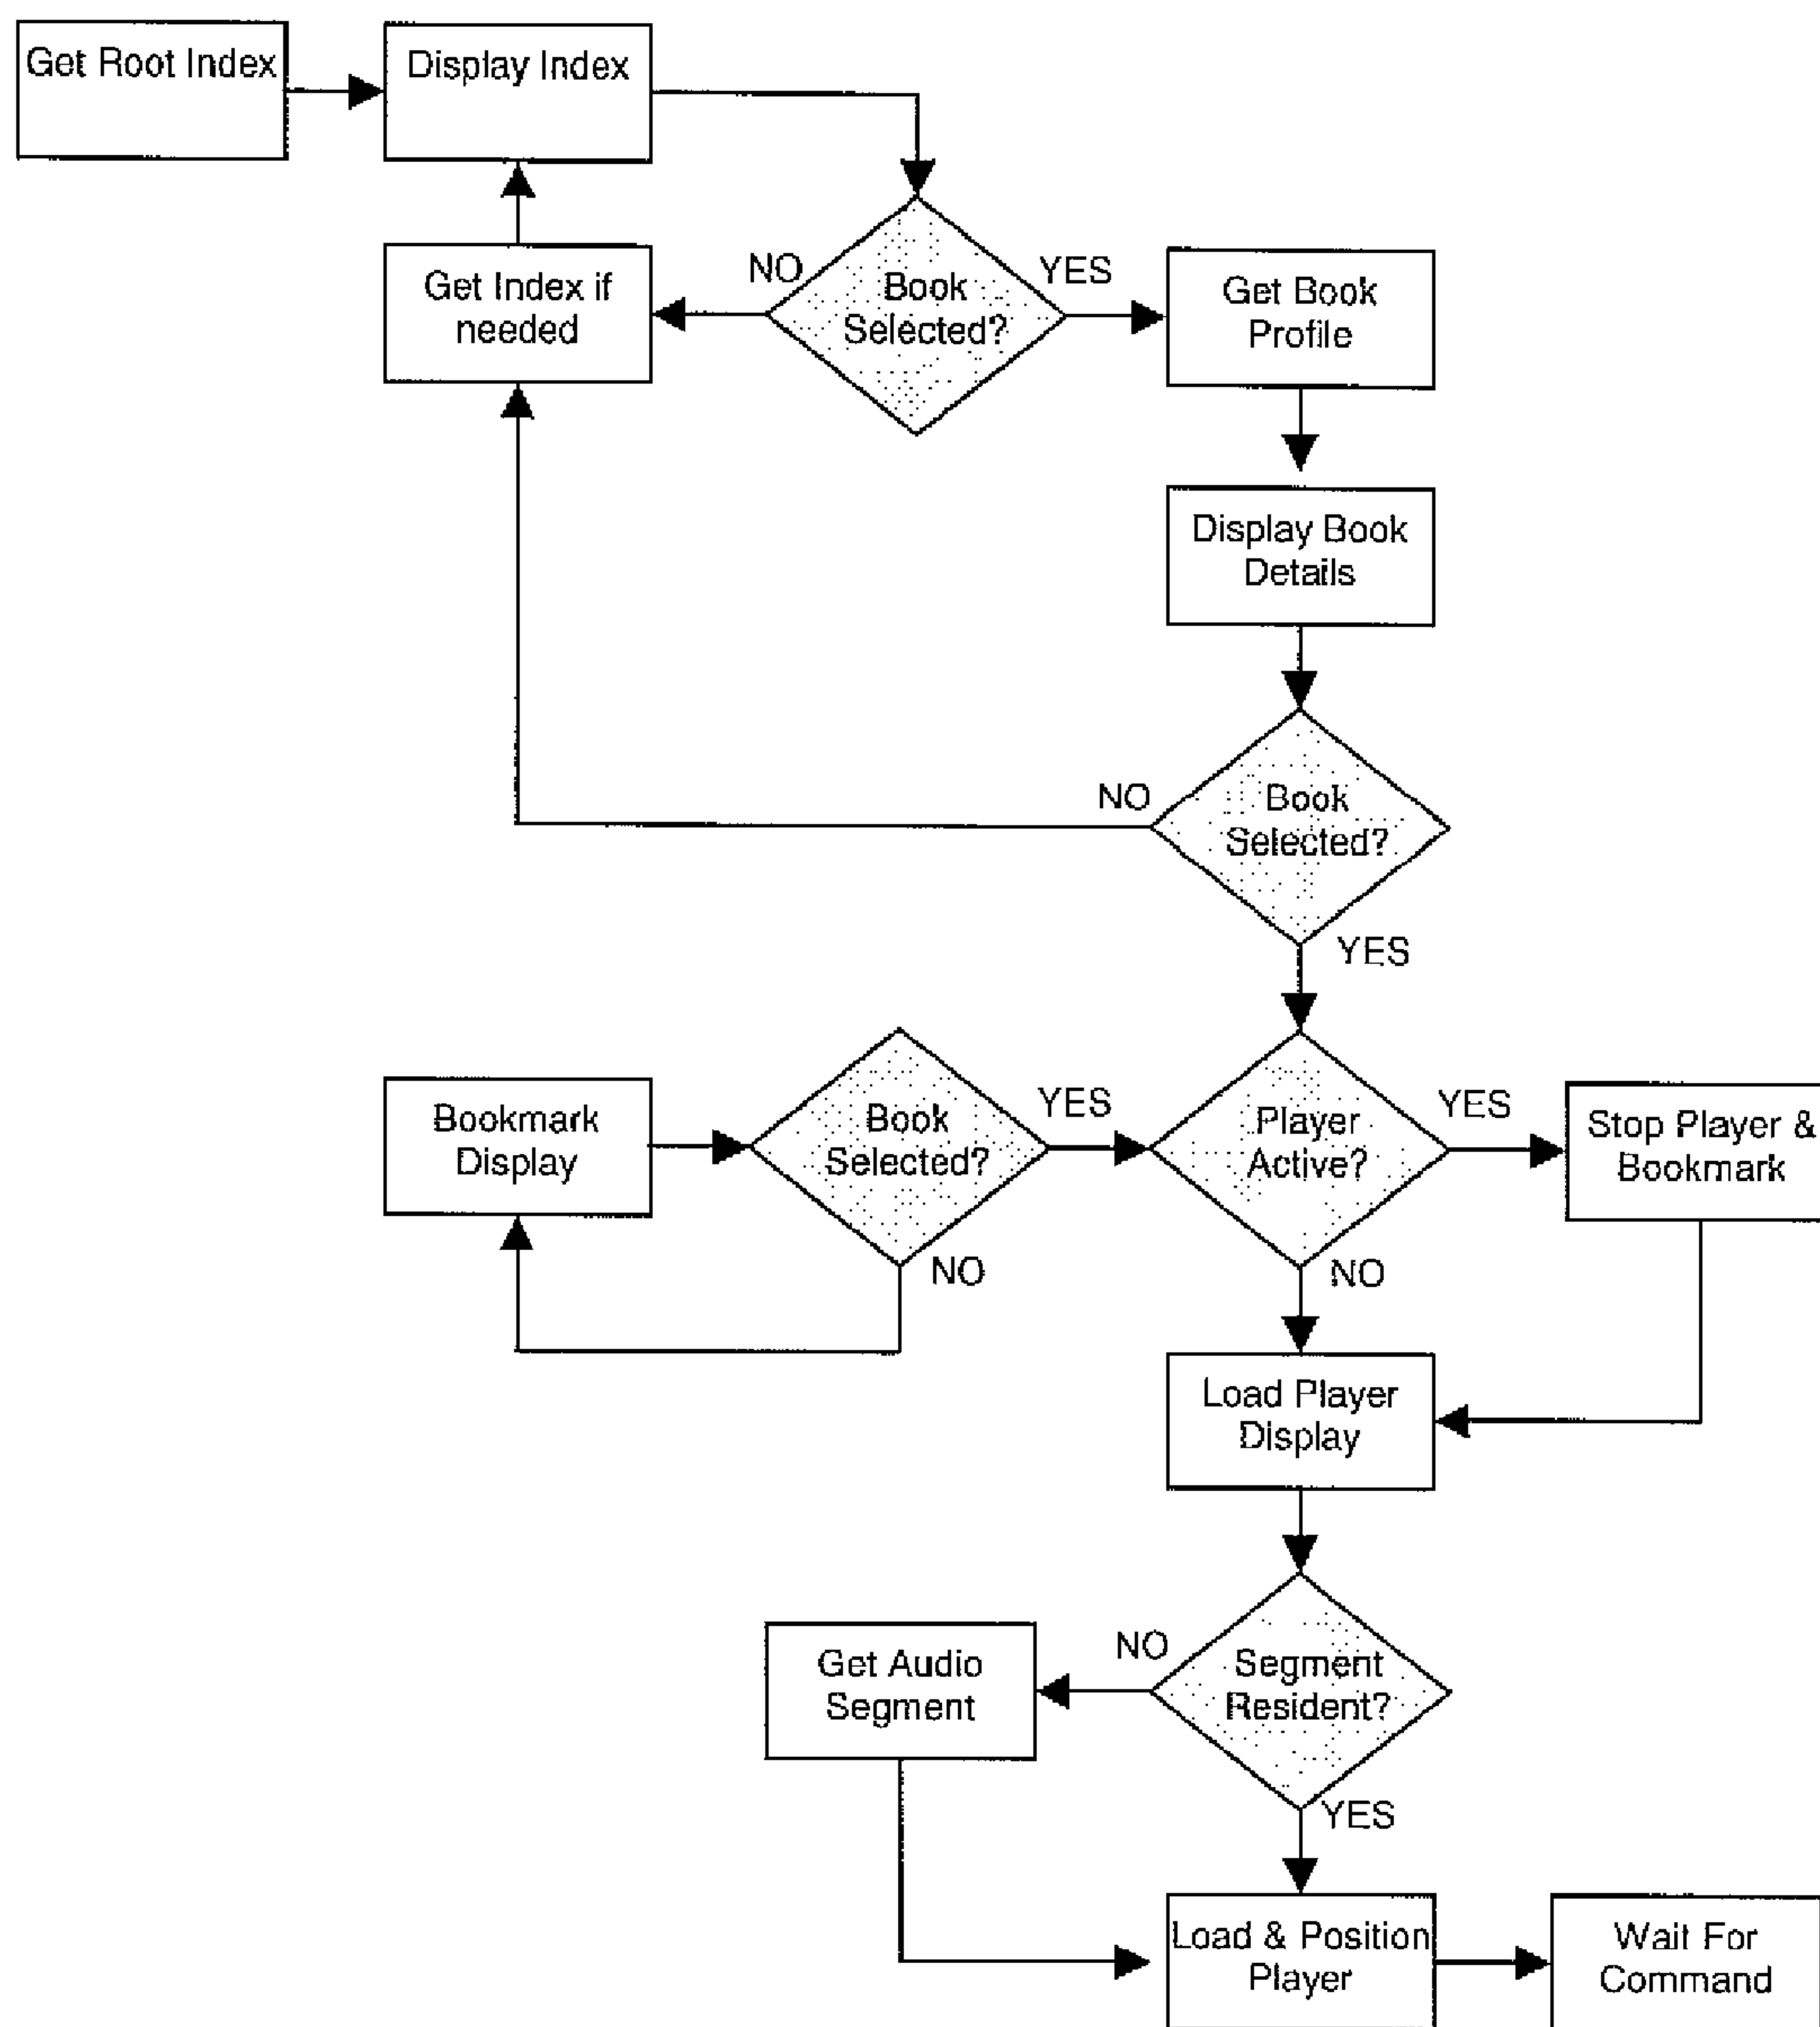 Get Root Index
Display Index
NO
Book
Selected?
YES
Get Index if
needed
Get Book
Profile
Display Book
Details
NO
Book
Selected?
YES
Bookmark
Display
Book
Selected?
YES
NO
Player
Active?
YES
NO
Stop Player &
Bookmark
Load Player
Display
Get Audio
Segment
NO
Segment
Resident?
YES
Load & Position
Player
Wait For
Command